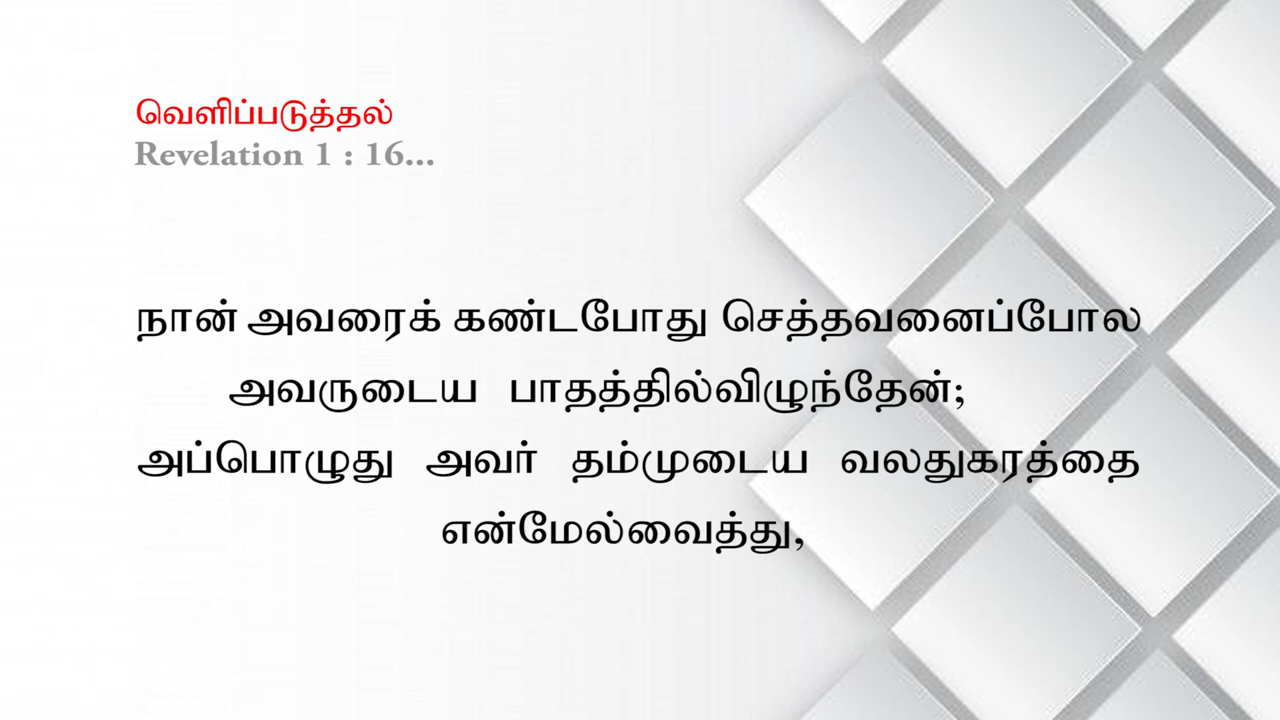 வெளிப்படுத்தல்
Revelation 1 : 16...
நான் அவரைக் கண்டபோது செத்தவனைப்போல
அவருடைய பாதத்தில்விழுந்தேன்;
அப்பொழுது அவர் தம்முடைய வலதுகரத்தை
என்மேல்வைத்து,